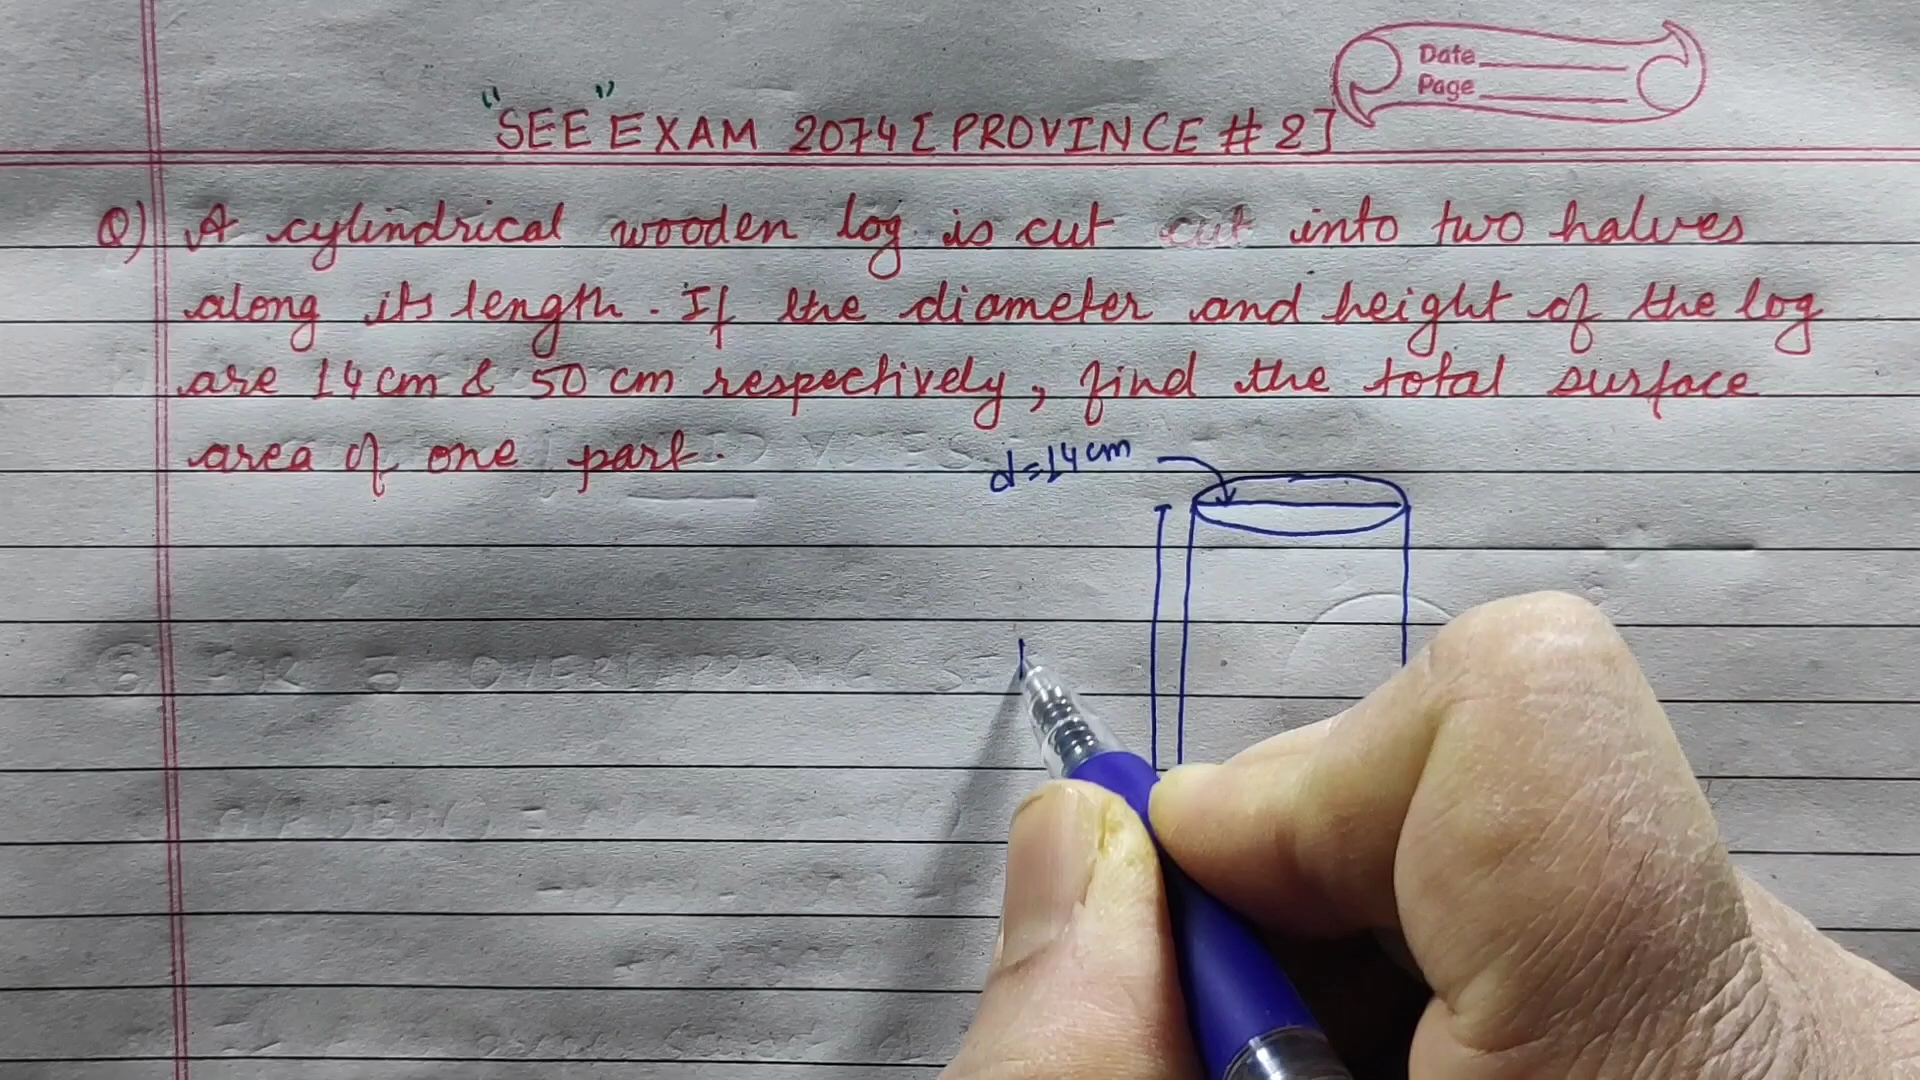 Date
Page
"SEE" EXAM 2074 [PROVINCE # 2]
Q) A cylindrical wooden log is cut cut into two halves
along its length. If the diameter and height of the log
are 14 cm & 50 cm respectively, find the total surface
area of one part.
d=14cm